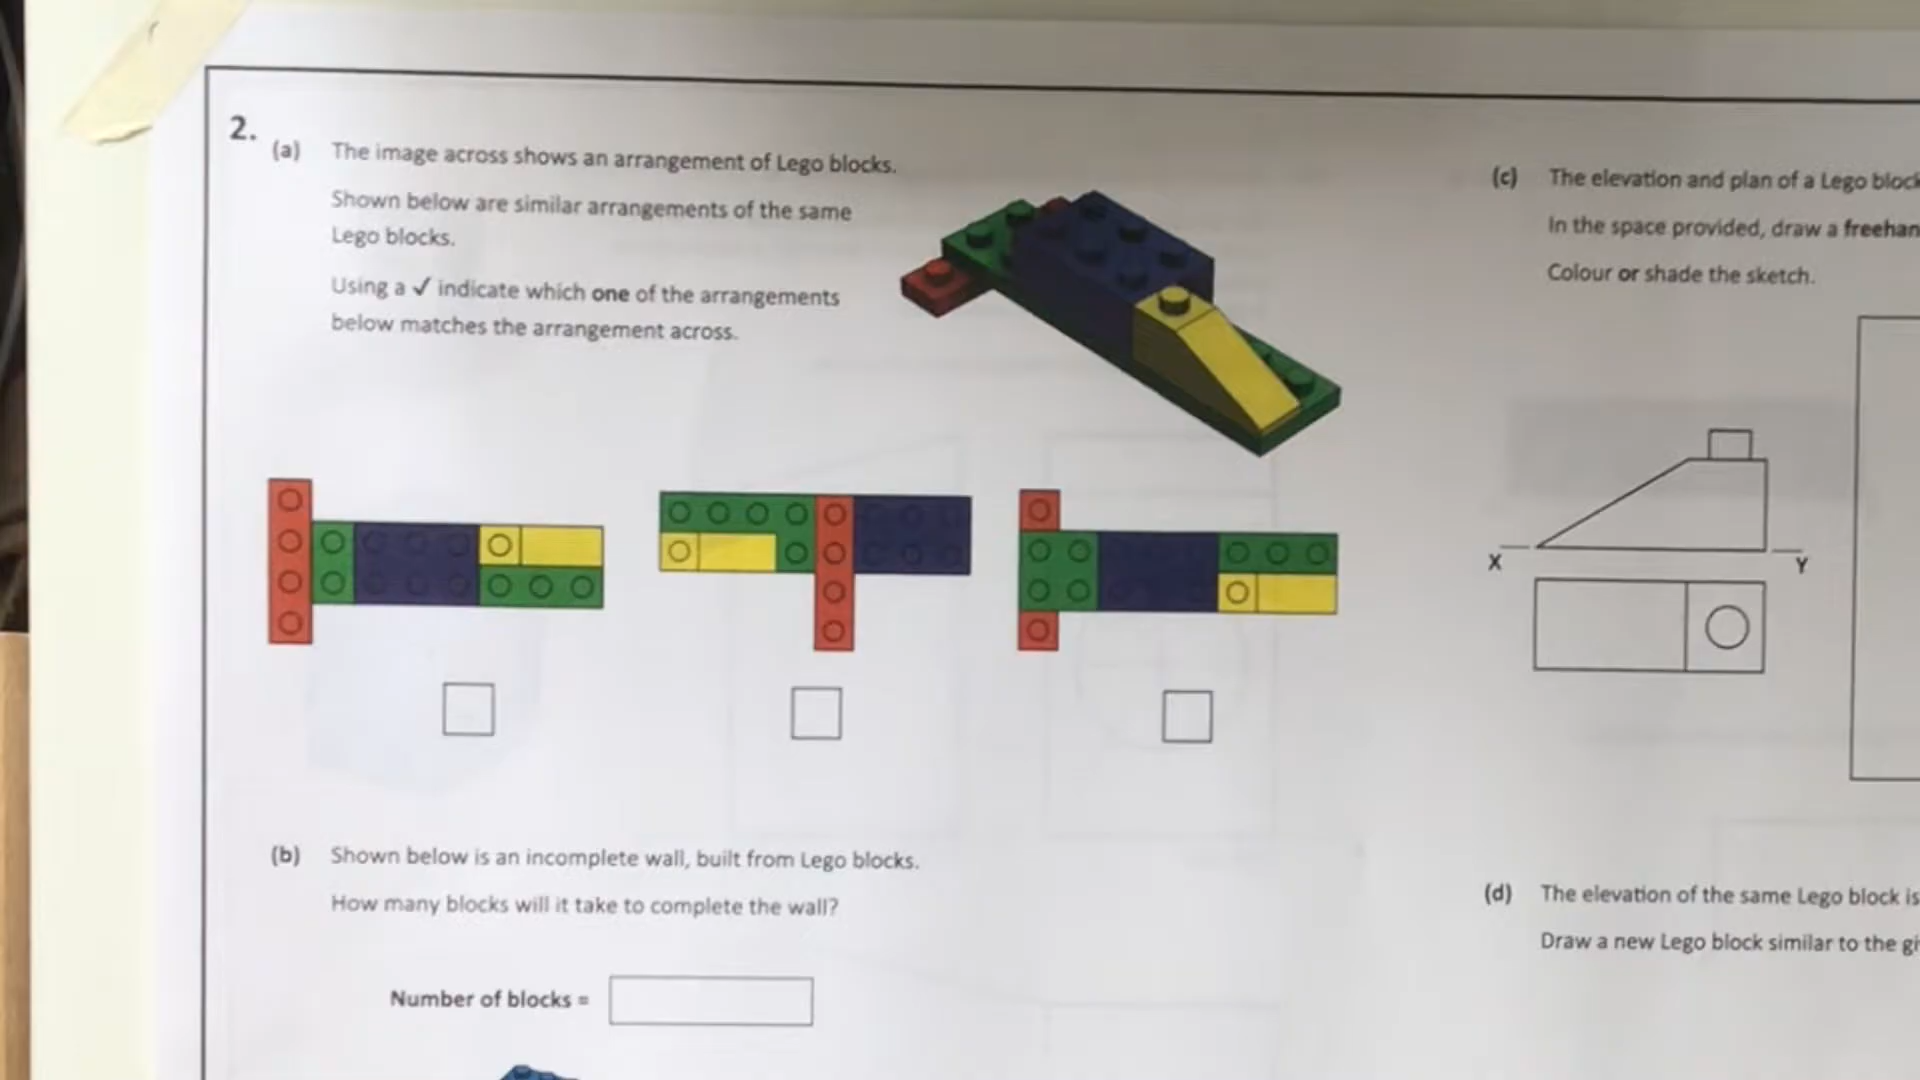 2.
(a) The image across shows an arrangement of Lego blocks.
Shown below are similar arrangements of the same
Lego blocks.
Using a ✓ indicate which one of the arrangements
below matches the arrangement across.
(b) Shown below is an incomplete wall, built from Lego blocks.
How many blocks will it take to complete the wall?
Number of blocks =
(c) The elevation and plan of a Lego block
In the space provided, draw a freehan
Colour or shade the sketch.
X
Y
(d) The elevation of the same Lego block is
Draw a new Lego block similar to the gi